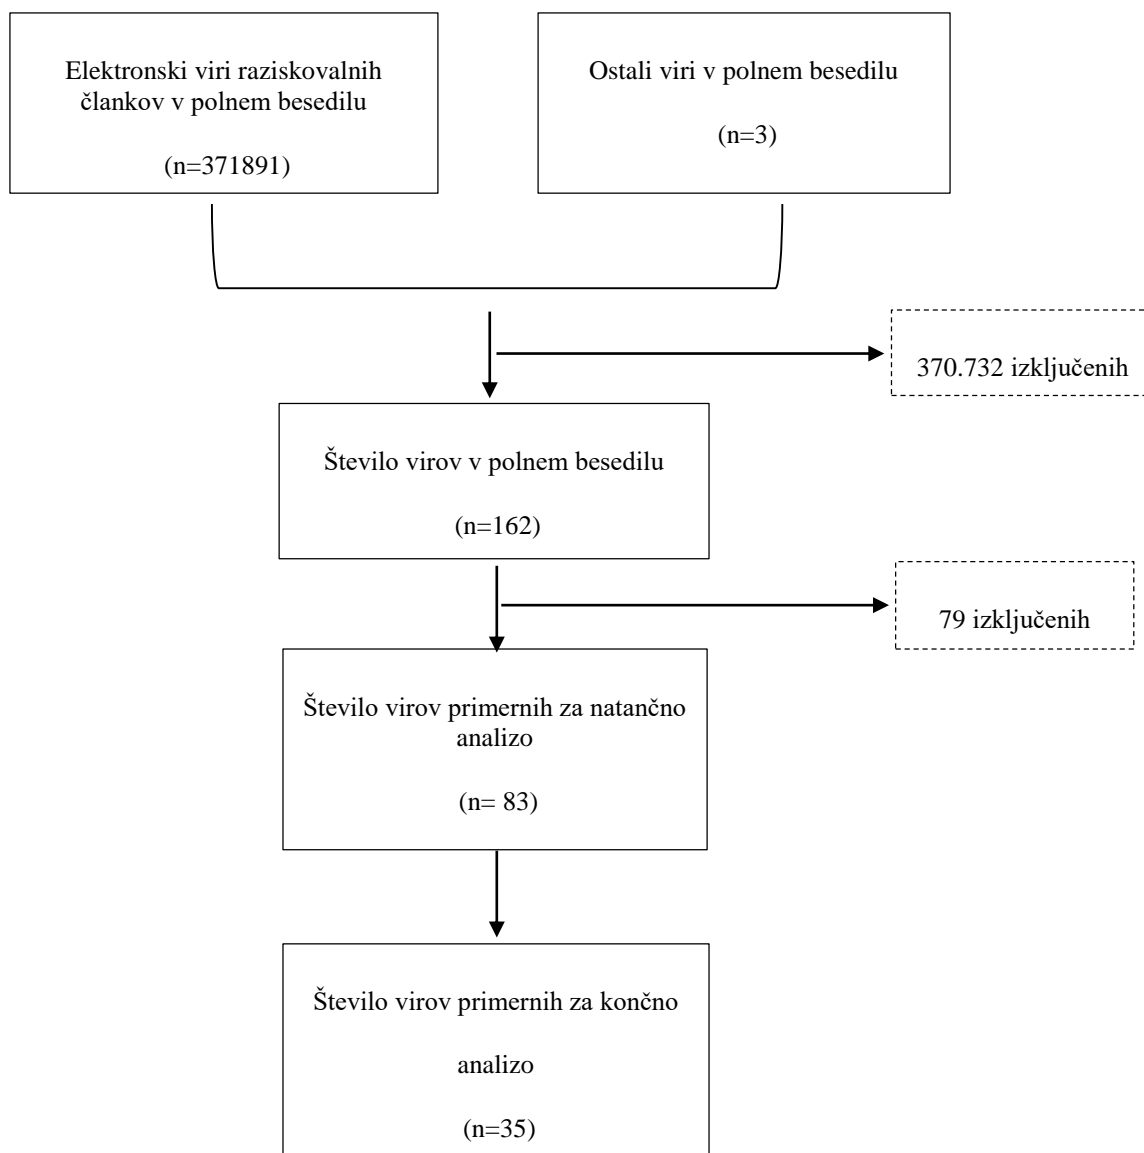 Elektronski viri raziskovalnih
člankov v polnem besedilu
(n=371891)
Ostali viri v polnem besedilu
(n=3)
370.732 izključenih
Število virov v polnem besedilu
(n=162)
79 izključenih
Število virov primernih za natančno
analizo
(n= 83)
Število virov primernih za končno
analizo
(n=35)